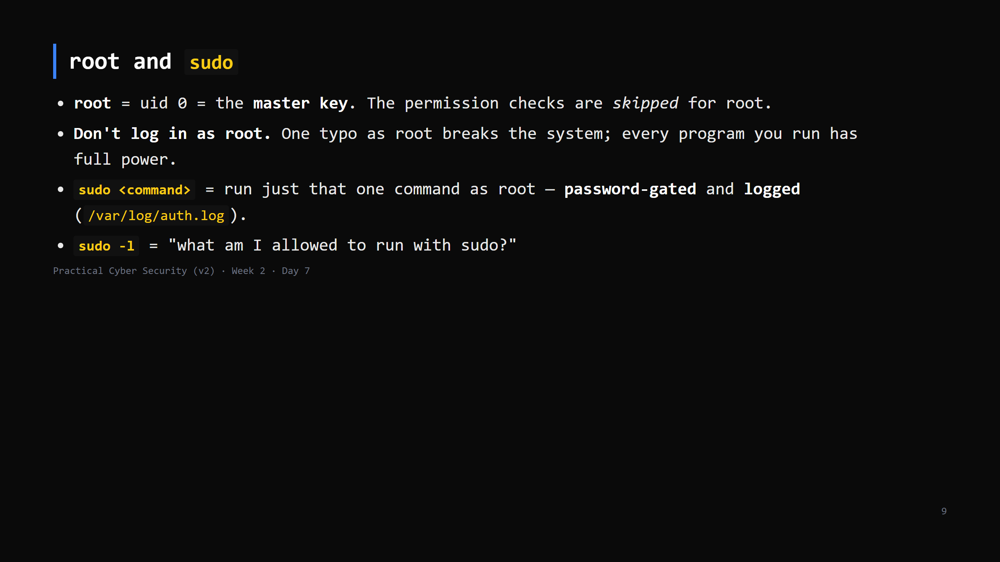 root and sudo
• root = uid 0 = the master key. The permission checks are skipped for root.
• Don't log in as root. One typo as root breaks the system; every program you run has
full power.
• sudo <command> = run just that one command as root — password-gated and logged
(/var/log/auth.log).
• sudo -l = "what am I allowed to run with sudo?"
Practical Cyber Security (v2) · Week 2 · Day 7
9